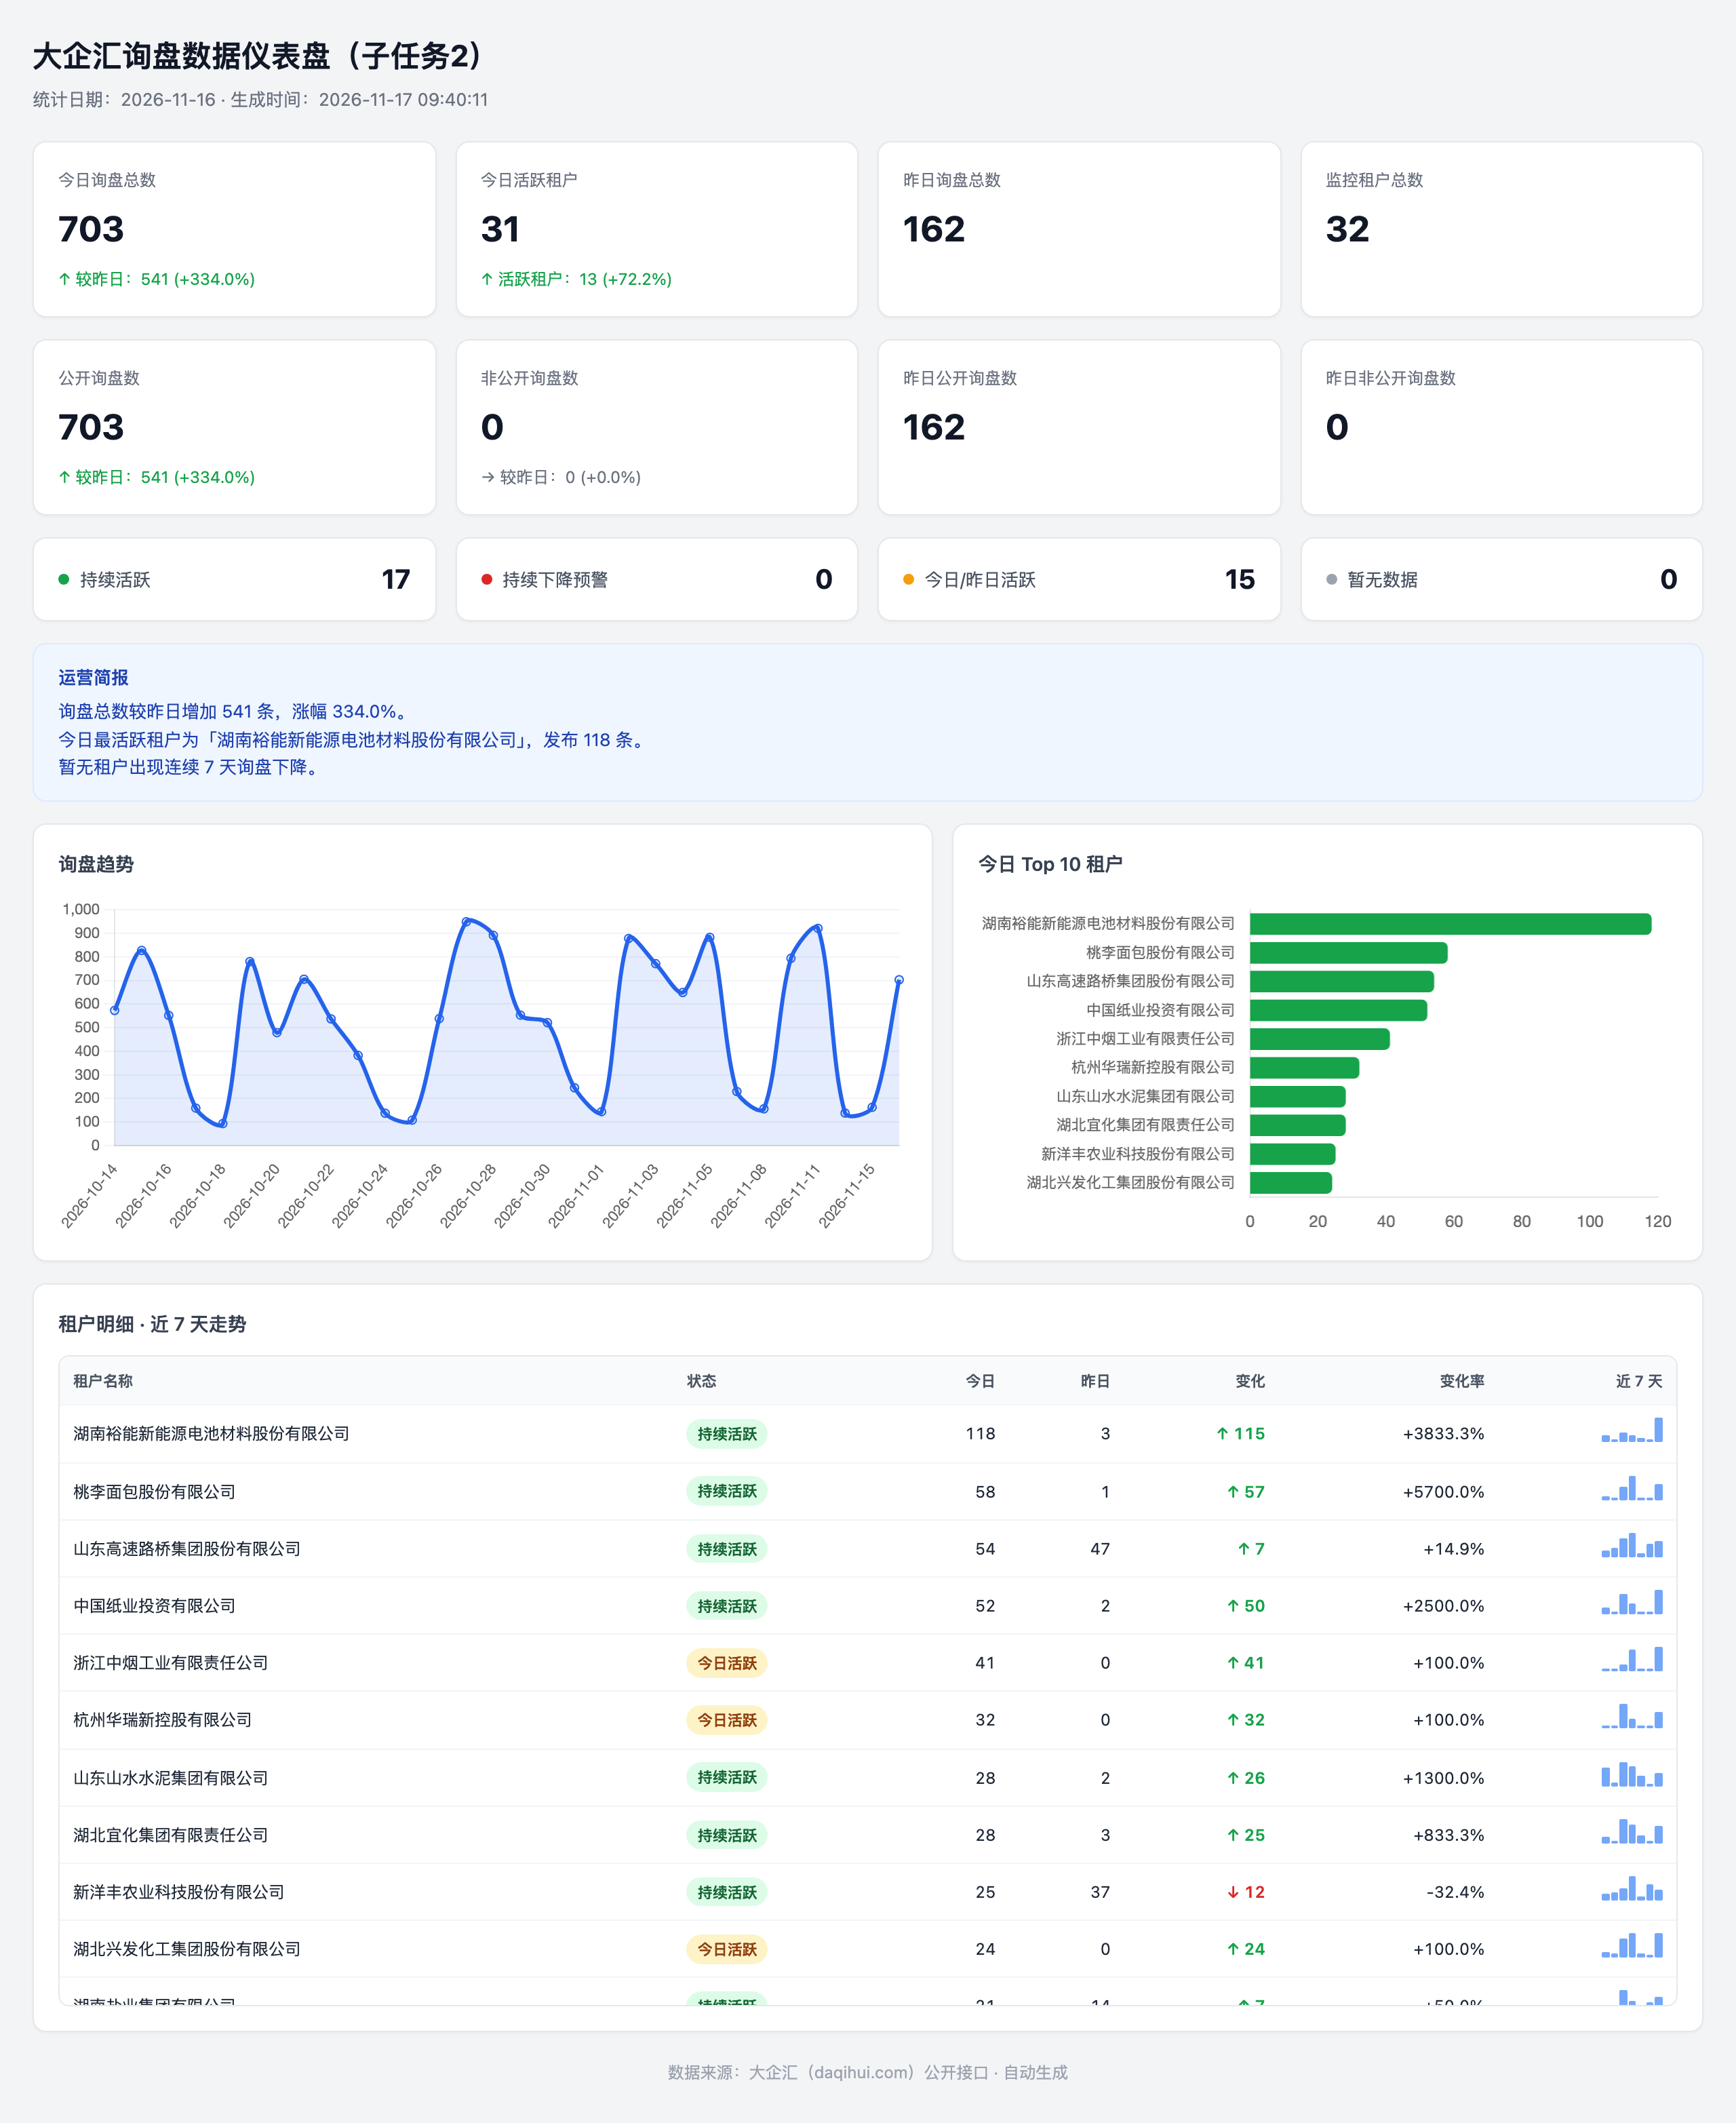 大企汇询盘数据仪表盘（子任务2）
统计日期：2026-11-16 · 生成时间：2026-11-17 09:40:11
今日询盘总数
703
↑ 较昨日：541 (+334.0%)
今日活跃租户
31
↑ 活跃租户：13 (+72.2%)
昨日询盘总数
162
监控租户总数
32
公开询盘数
703
↑ 较昨日：541 (+334.0%)
非公开询盘数
0
→ 较昨日：0 (+0.0%)
昨日公开询盘数
162
昨日非公开询盘数
0
持续活跃 17
持续下降预警 0
今日/昨日活跃 15
暂无数据 0
运营简报
询盘总数较昨日增加 541 条，涨幅 334.0%。
今日最活跃租户为「湖南裕能新能源电池材料股份有限公司」，发布 118 条。
暂无租户出现连续 7 天询盘下降。
询盘趋势
1,000
900
800
700
600
500
400
300
200
100
0
2026-10-14
2026-10-16
2026-10-18
2026-10-20
2026-10-22
2026-10-24
2026-10-26
2026-10-28
2026-10-30
2026-11-01
2026-11-03
2026-11-05
2026-11-08
2026-11-11
2026-11-15
今日 Top 10 租户
湖南裕能新能源电池材料股份有限公司
桃李面包股份有限公司
山东高速路桥集团股份有限公司
中国纸业投资有限公司
浙江中烟工业有限责任公司
杭州华瑞新控股有限公司
山东山水水泥集团有限公司
湖北宜化集团有限责任公司
新洋丰农业科技股份有限公司
湖北兴发化工集团股份有限公司
0 20 40 60 80 100 120
租户明细 · 近 7 天走势
租户名称 状态 今日 昨日 变化 变化率 近 7 天
湖南裕能新能源电池材料股份有限公司 持续活跃 118 3 ↑ 115 +3833.3%
桃李面包股份有限公司 持续活跃 58 1 ↑ 57 +5700.0%
山东高速路桥集团股份有限公司 持续活跃 54 47 ↑ 7 +14.9%
中国纸业投资有限公司 持续活跃 52 2 ↑ 50 +2500.0%
浙江中烟工业有限责任公司 今日活跃 41 0 ↑ 41 +100.0%
杭州华瑞新控股有限公司 今日活跃 32 0 ↑ 32 +100.0%
山东山水水泥集团有限公司 持续活跃 28 2 ↑ 26 +1300.0%
湖北宜化集团有限责任公司 持续活跃 28 3 ↑ 25 +833.3%
新洋丰农业科技股份有限公司 持续活跃 25 37 ↓ 12 -32.4%
湖北兴发化工集团股份有限公司 今日活跃 24 0 ↑ 24 +100.0%
湖南盐业集团有限公司 持续活跃 21 14 ↑ 7 +50.0%
数据来源：大企汇（daqihui.com）公开接口 · 自动生成